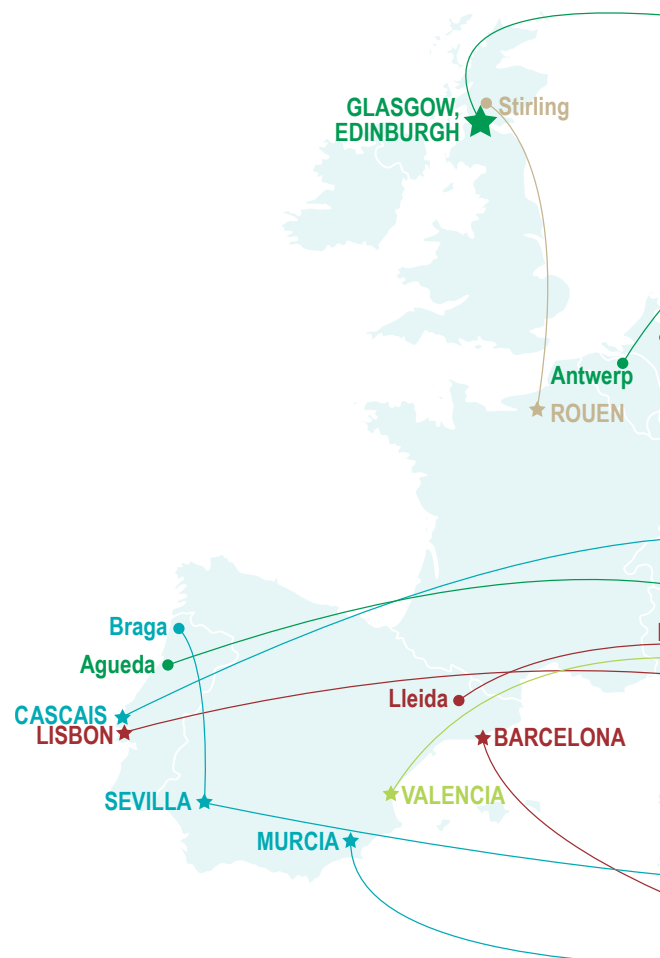 GLASGOW,
EDINBURGH
Stirling
Antwerp
ROUEN
Braga
Agueda
Lleida
CASCAIS
LISBON
BARCELONA
SEVILLA
VALENCIA
MURCIA